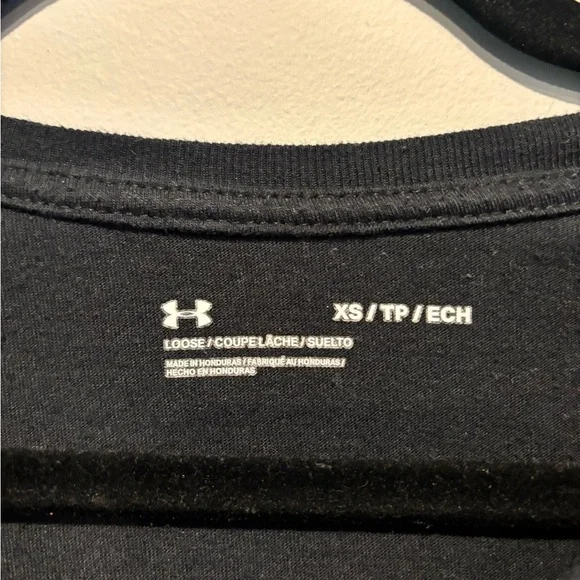 XS / TP / ECH
LOOSE / COUPE LÂCHE / SUELTO
MADE IN HONDURAS / FABRIQUÉ AU HONDURAS /
HECHO EN HONDURAS